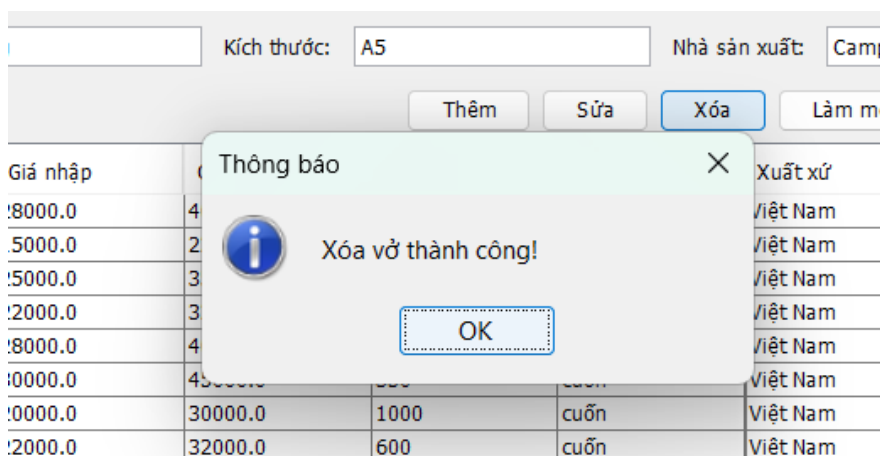 Kích thước: A5 Nhà sản xuất:
Thêm Sửa Xóa Làm
Giá nhập Xuất xứ
Thông báo
Xóa vở thành công!
OK
Việt Nam
Việt Nam
Việt Nam
Việt Nam
Việt Nam
Việt Nam
30000.0 1000 cuốn Việt Nam
32000.0 600 cuốn Việt Nam